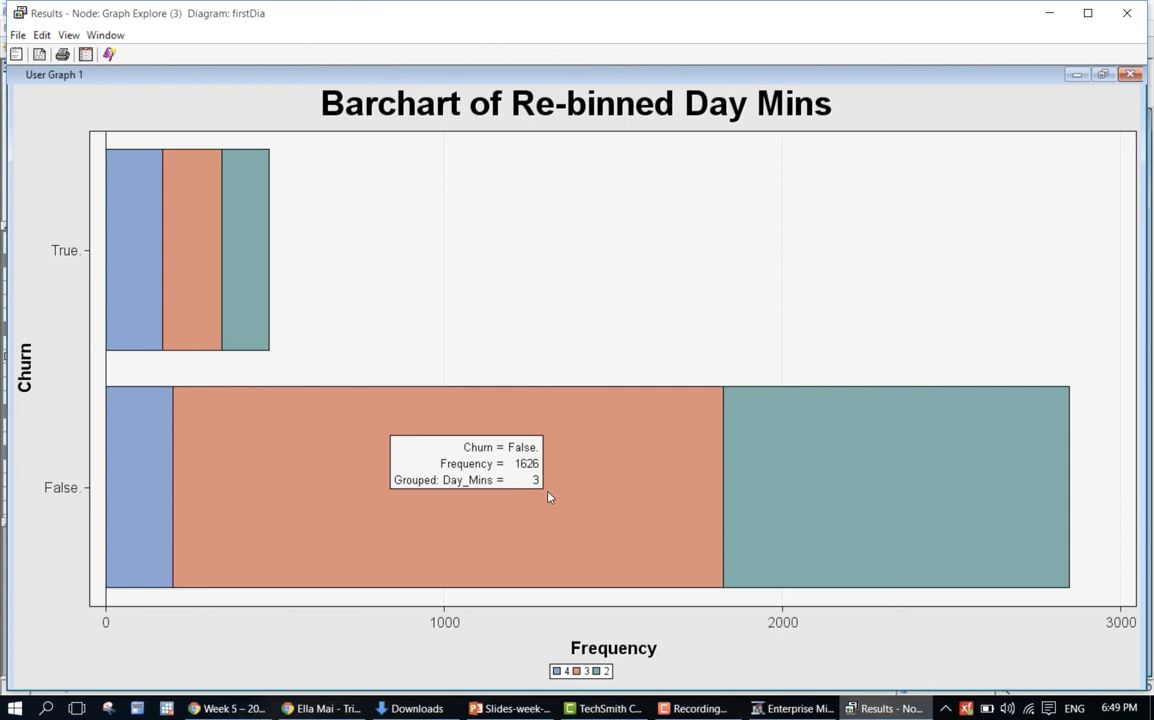 Results - Node: Graph Explore (3) Diagram: firstDia
File Edit View Window
User Graph 1
Barchart of Re-binned Day Mins
True.
Churn
Churn = False.
Frequency = 1626
Grouped: Day_Mins = 3
False.
0 1000 2000 3000
Frequency
4 3 2
Week 5 – 20... Ella Mai - Tri... Downloads Slides-week-... TechSmith C... Recording... Enterprise Mi... Results - No... ENG 6:49 PM